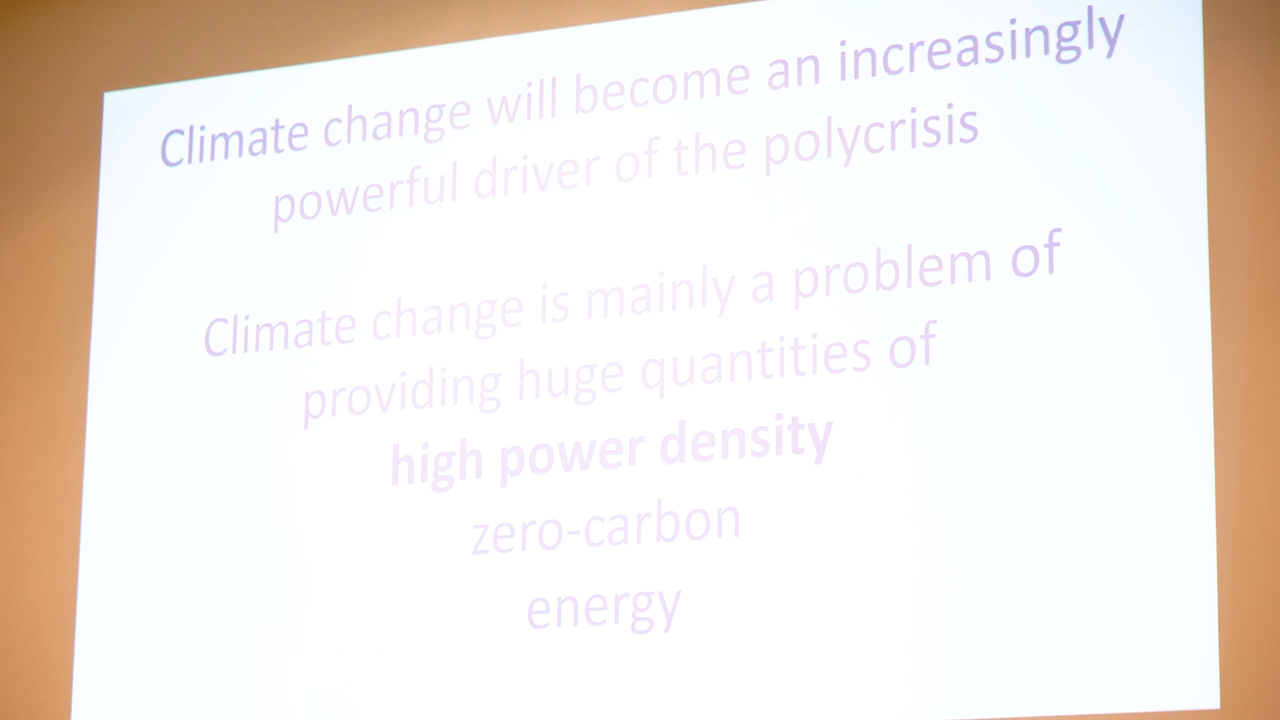 Climate change will become an increasingly
powerful driver of the polycrisis
Climate change is mainly a problem of
providing huge quantities of
high power density
zero-carbon
energy